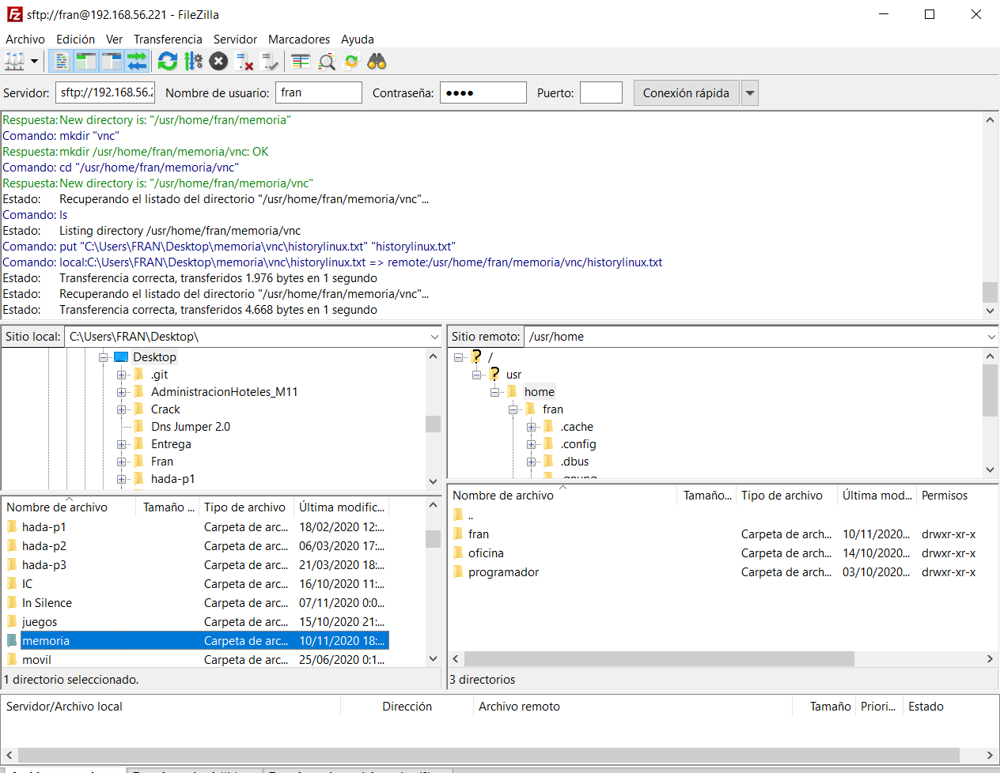 sftp://fran@192.168.56.221 - FileZilla
Archivo Edición Ver Transferencia Servidor Marcadores Ayuda
Servidor: sftp://192.168.56.2 Nombre de usuario: fran Contraseña: ●●●● Puerto: Conexión rápida
Respuesta: New directory is: "/usr/home/fran/memoria"
Comando: mkdir "vnc"
Respuesta: mkdir /usr/home/fran/memoria/vnc: OK
Comando: cd "/usr/home/fran/memoria/vnc"
Respuesta: New directory is: "/usr/home/fran/memoria/vnc"
Estado: Recuperando el listado del directorio "/usr/home/fran/memoria/vnc"...
Comando: ls
Estado: Listing directory /usr/home/fran/memoria/vnc
Comando: put "C:\Users\FRAN\Desktop\memoria\vnc\historylinux.txt" "historylinux.txt"
Comando: local:C:\Users\FRAN\Desktop\memoria\vnc\historylinux.txt => remote:/usr/home/fran/memoria/vnc/historylinux.txt
Estado: Transferencia correcta, transferidos 1.976 bytes en 1 segundo
Estado: Recuperando el listado del directorio "/usr/home/fran/memoria/vnc"...
Estado: Transferencia correcta, transferidos 4.668 bytes en 1 segundo
Sitio local: C:\Users\FRAN\Desktop\
Desktop
.git
AdministracionHoteles_M11
Crack
Dns Jumper 2.0
Entrega
Fran
hada-p1
Nombre de archivo Tamaño ... Tipo de archivo Última modific...
hada-p1 Carpeta de arc... 18/02/2020 12:...
hada-p2 Carpeta de arc... 06/03/2020 17:...
hada-p3 Carpeta de arc... 21/03/2020 18:...
IC Carpeta de arc... 16/10/2020 11:...
In Silence Carpeta de arc... 07/11/2020 0:0...
juegos Carpeta de arc... 15/10/2020 21:...
memoria Carpeta de arc... 10/11/2020 18:...
movil Carpeta de arc... 25/06/2020 0:1...
1 directorio seleccionado.
Sitio remoto: /usr/home
/
usr
home
fran
.cache
.config
.dbus
Nombre de archivo Tamaño... Tipo de archivo Última mod... Permisos
..
fran Carpeta de arch... 10/11/2020... drwxr-xr-x
oficina Carpeta de arch... 14/10/2020... drwxr-xr-x
programador Carpeta de arch... 03/10/2020... drwxr-xr-x
3 directorios
Servidor/Archivo local Dirección Archivo remoto Tamaño Priori... Estado